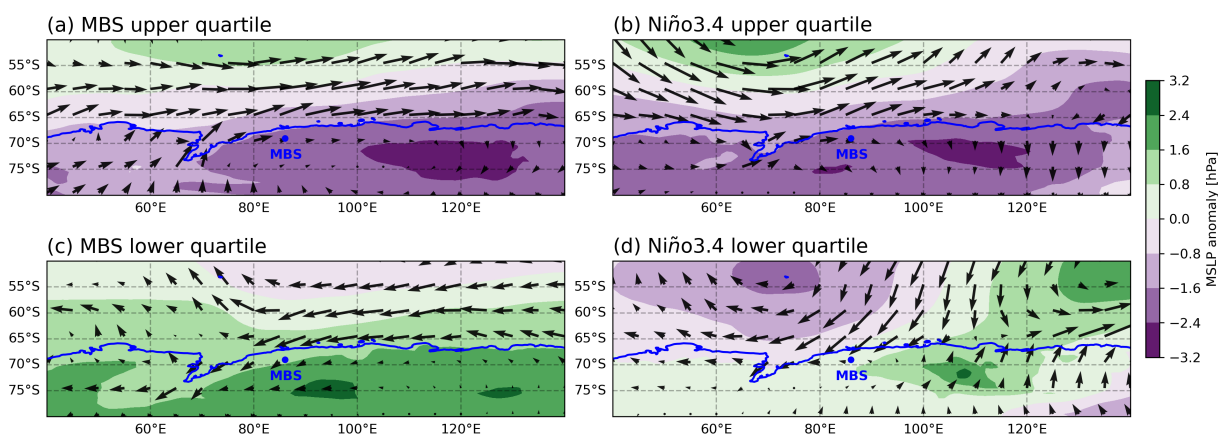 (a) MBS upper quartile
(b) Niño3.4 upper quartile
55°S
60°S
65°S
70°S
75°S
MBS
60°E 80°E 100°E 120°E
55°S
60°S
65°S
70°S
75°S
MBS
60°E 80°E 100°E 120°E
(c) MBS lower quartile
(d) Niño3.4 lower quartile
55°S
60°S
65°S
70°S
75°S
MBS
60°E 80°E 100°E 120°E
55°S
60°S
65°S
70°S
75°S
MBS
60°E 80°E 100°E 120°E
3.2
2.4
1.6
0.8
0.0
−0.8
−1.6
−2.4
−3.2
MSLP anomaly [hPa]